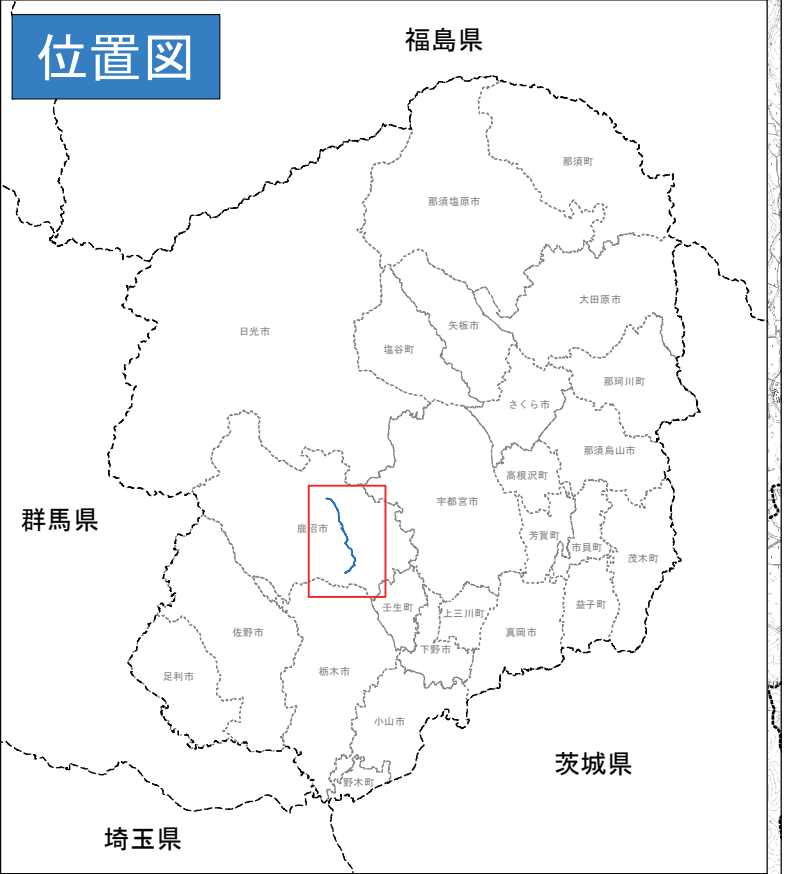 位置図
福島県
那須町
那須塩原市
大田原市
矢板市
日光市
塩谷町
那珂川町
さくら市
那須烏山市
高根沢町
宇都宮市
群馬県
鹿沼市
芳賀町
市貝町
茂木町
壬生町
上三川町
益子町
佐野市
真岡市
下野市
栃木市
足利市
小山市
茨城県
野木町
埼玉県